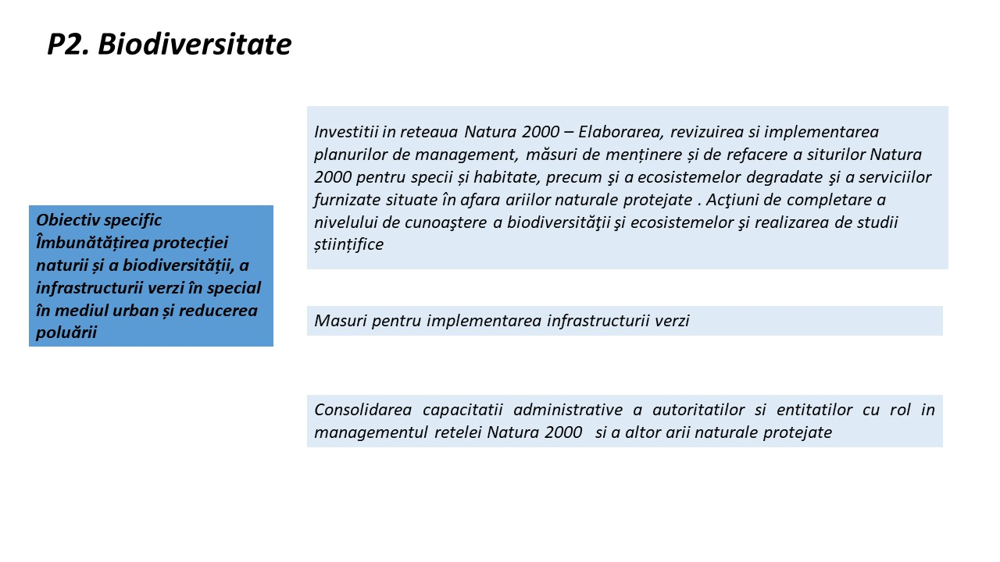 P2. Biodiversitate
Obiectiv specific
Îmbunătățirea protecției
naturii și a biodiversității, a
infrastructurii verzi în special
în mediul urban și reducerea
poluării
Investitii in reteaua Natura 2000 – Elaborarea, revizuirea si implementarea
planurilor de management, măsuri de menținere și de refacere a siturilor Natura
2000 pentru specii și habitate, precum şi a ecosistemelor degradate şi a serviciilor
furnizate situate în afara ariilor naturale protejate . Acţiuni de completare a
nivelului de cunoaştere a biodiversităţii şi ecosistemelor şi realizarea de studii
științifice
Masuri pentru implementarea infrastructurii verzi
Consolidarea capacitatii administrative a autoritatilor si entitatilor cu rol in
managementul retelei Natura 2000 si a altor arii naturale protejate